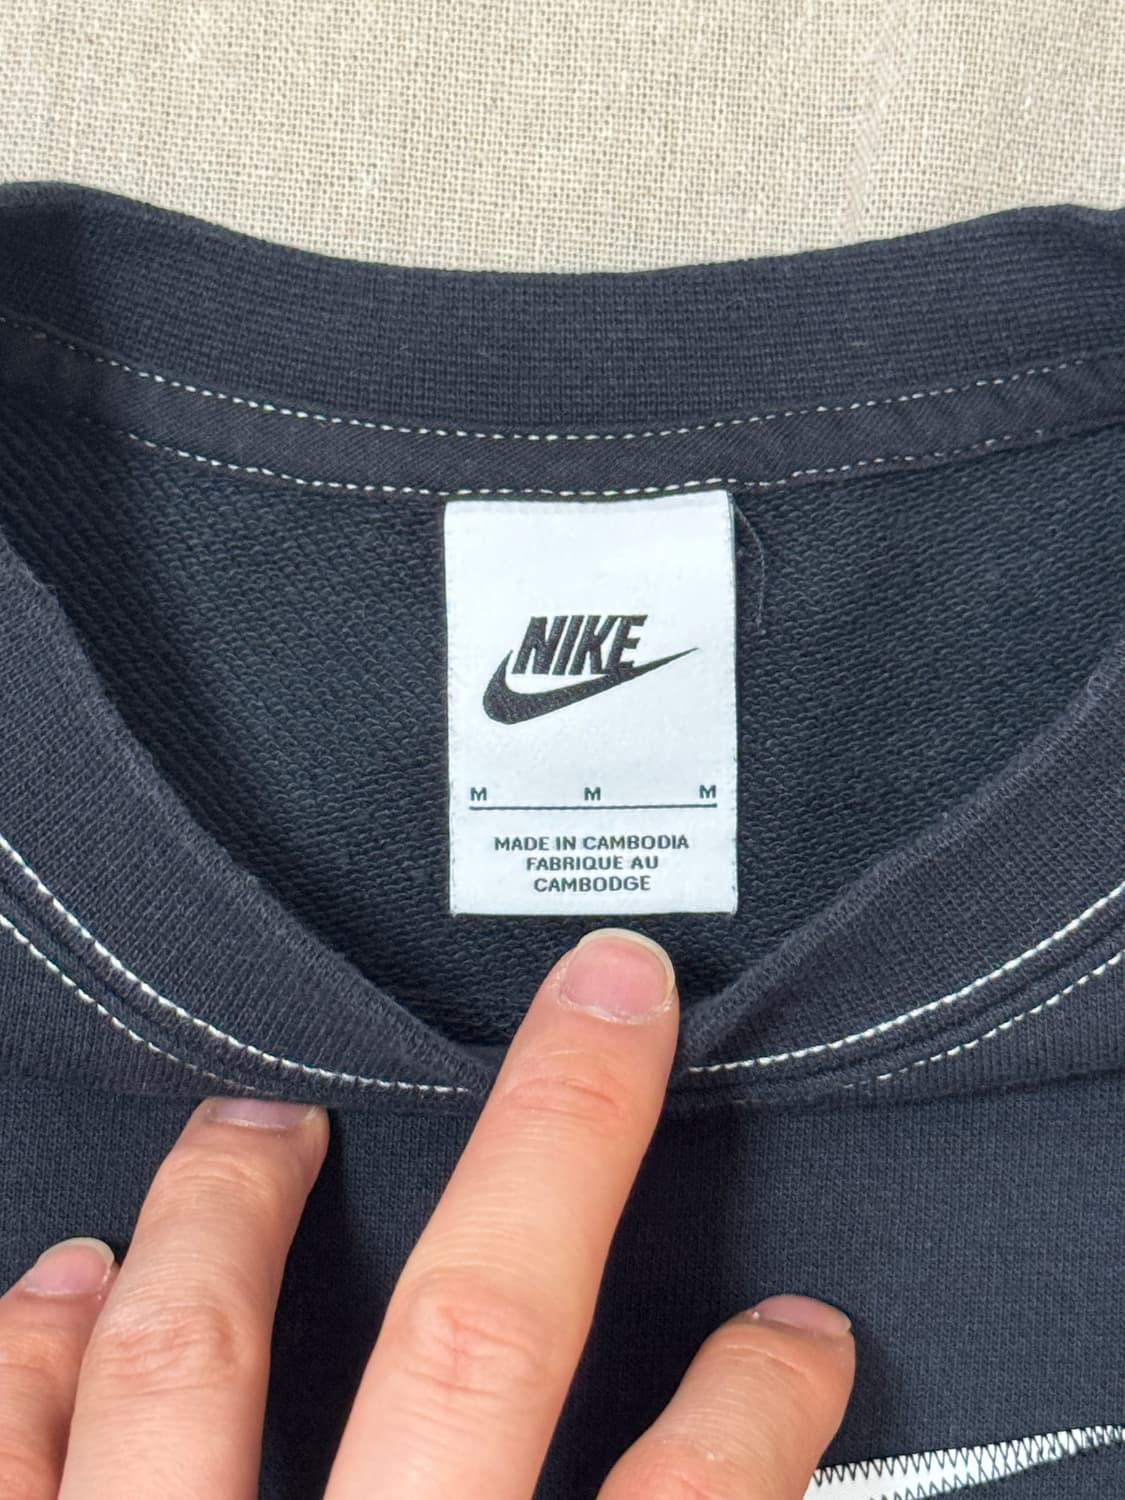 NIKE
M M M
MADE IN CAMBODIA
FABRIQUE AU
CAMBODGE